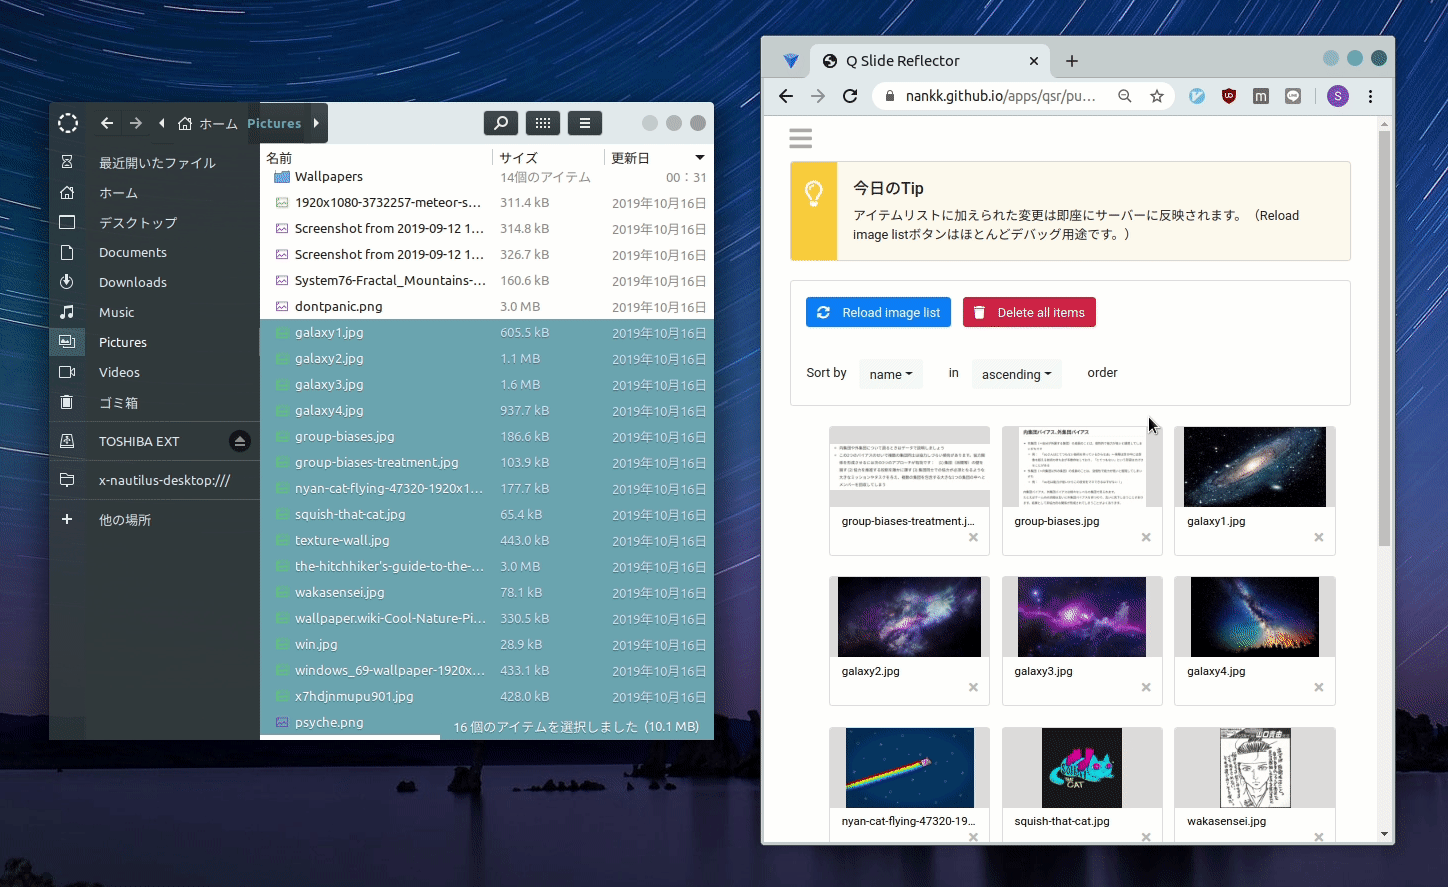 ホーム Pictures
最近開いたファイル
ホーム
デスクトップ
Documents
Downloads
Music
Pictures
Videos
ゴミ箱
TOSHIBA EXT
x-nautilus-desktop:///
他の場所
名前 サイズ 更新日
Wallpapers 14個のアイテム 00：31
1920x1080-3732257-meteor-s... 311.4 kB 2019年10月16日
Screenshot from 2019-09-12 1... 314.8 kB 2019年10月16日
Screenshot from 2019-09-12 1... 326.7 kB 2019年10月16日
System76-Fractal_Mountains-... 160.6 kB 2019年10月16日
dontpanic.png 3.0 MB 2019年10月16日
galaxy1.jpg 605.5 kB 2019年10月16日
galaxy2.jpg 1.1 MB 2019年10月16日
galaxy3.jpg 1.6 MB 2019年10月16日
galaxy4.jpg 937.7 kB 2019年10月16日
group-biases.jpg 186.6 kB 2019年10月16日
group-biases-treatment.jpg 103.9 kB 2019年10月16日
nyan-cat-flying-47320-1920x1... 177.7 kB 2019年10月16日
squish-that-cat.jpg 65.4 kB 2019年10月16日
texture-wall.jpg 443.0 kB 2019年10月16日
the-hitchhiker's-guide-to-the-... 3.0 MB 2019年10月16日
wakasensei.jpg 78.1 kB 2019年10月16日
wallpaper.wiki-Cool-Nature-Pi... 330.5 kB 2019年10月16日
win.jpg 28.9 kB 2019年10月16日
windows_69-wallpaper-1920x... 433.1 kB 2019年10月16日
x7hdjnmupu901.jpg 428.0 kB 2019年10月16日
psyche.png
16個のアイテムを選択しました (10.1 MB)
Q Slide Reflector
nankk.github.io/apps/qsr/pu...
m
S
今日のTip
アイテムリストに加えられた変更は即座にサーバーに反映されます。（Reload
image listボタンはほとんどデバッグ用途です。）
Reload image list Delete all items
Sort by name in ascending order
内集団バイアス、外集団バイアス
group-biases-treatment.j... group-biases.jpg galaxy1.jpg
galaxy2.jpg galaxy3.jpg galaxy4.jpg
CAT
山口貴由
nyan-cat-flying-47320-19... squish-that-cat.jpg wakasensei.jpg